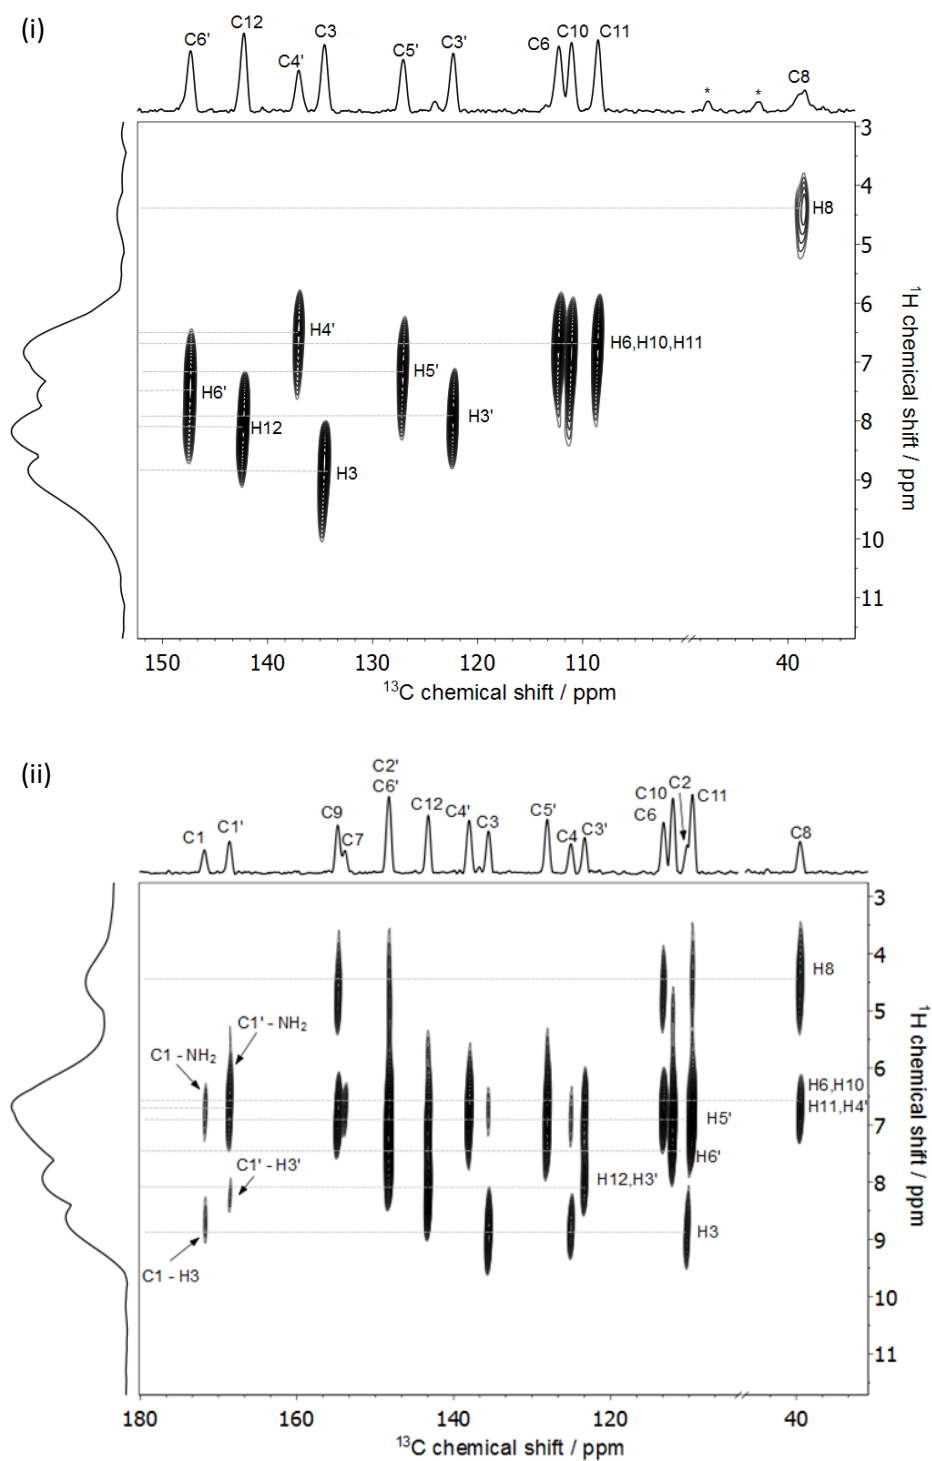 (i)
C6' C12 C4' C3 C5' C3' C6 C10 C11 * * C8
3
4
H8
5
6
H4'
H6,H10,H11
7
H5'
H6'
H3'
8
H12
H3
9
10
11
¹H chemical shift / ppm
150 140 130 120 110 40
¹³C chemical shift / ppm
(ii)
C1 C1' C9 C7 C2' C6' C12 C4' C3 C5' C4 C3' C6 C10 C2 C11 C8
3
4
H8
5
C1' - NH₂
6
C1 - NH₂
H6,H10
H11,H4'
H5'
7
H6'
C1' - H3'
H12,H3'
8
H3
9
C1 - H3
10
11
¹H chemical shift / ppm
180 160 140 120 40
¹³C chemical shift / ppm